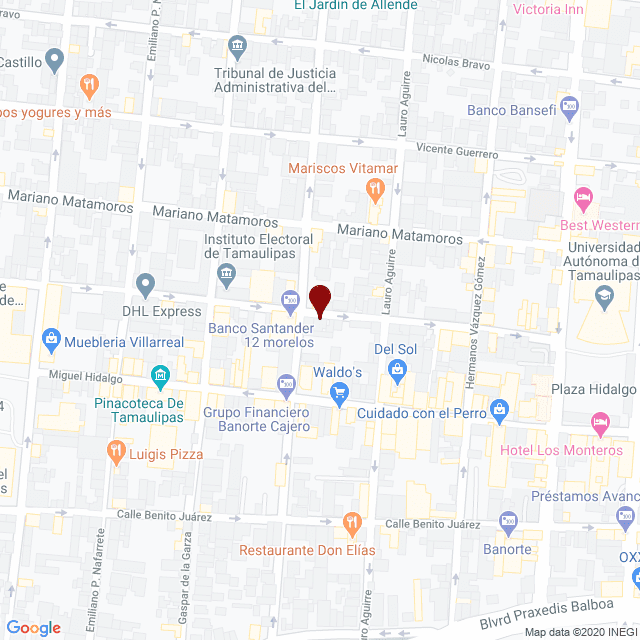 El Jardin de Allende
Victoria Inn
Emiliano P. N
Castillo
Tribunal de Justicia
Administrativa del...
Nicolas Bravo
Lauro Aguirre
Banco Bansefi
pos yogures y más
Vicente Guerrero
Mariscos Vitamar
Mariano Matamoros
Mariano Matamoros
Mariano Matamoros
Best Western
Instituto Electoral
de Tamaulipas
Universidad
Autónoma de
Tamaulipas
Lauro Aguirre
Hermanos Vázquez Gómez
e
de...
DHL Express
Banco Santander
12 morelos
Muebleria Villarreal
Del Sol
Waldo's
Miguel Hidalgo
Plaza Hidalgo
Pinacoteca De
Tamaulipas
4
Grupo Financiero
Banorte Cajero
Cuidado con el Perro
Luigis Pizza
Hotel Los Monteros
el
s
Préstamos Avanc
Calle Benito Juárez
Calle Benito Juárez
Emiliano P. Nafarrete
Gaspar de la Garza
Restaurante Don Elías
Banorte
OXX
Lauro Aguirre
Blvrd Praxedis Balboa
Google
Map data ©2020 INEGI